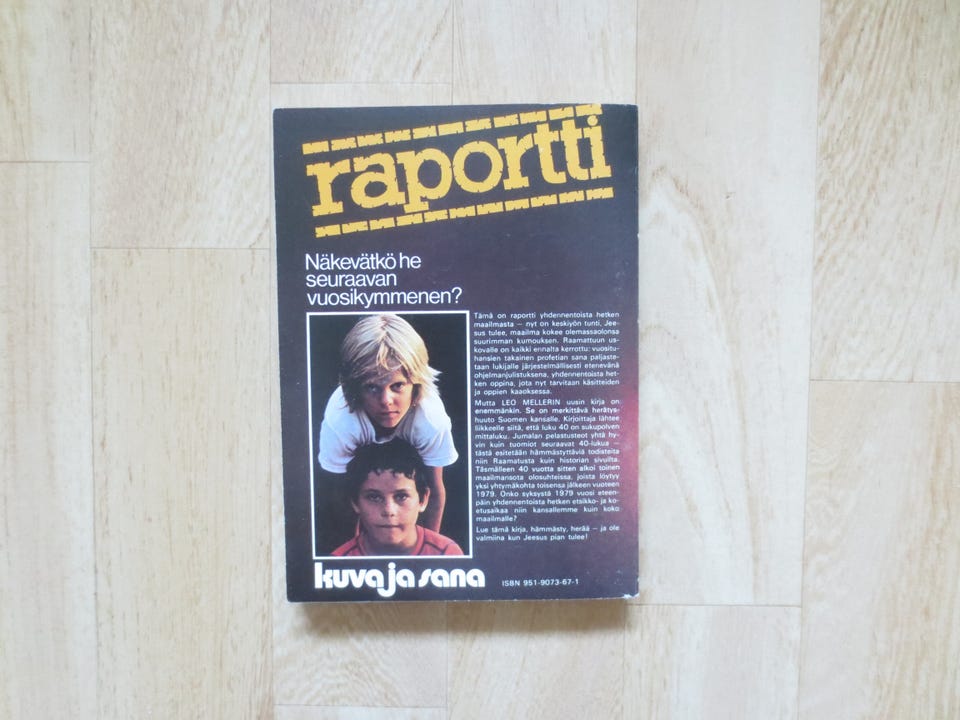 raportti
Näkevätkö he
seuraavan
vuosikymmenen?
Tämä on raportti yhdennentoista hetken
maailmasta — nyt on keskiyön tunti, Jee-
sus tulee, maailma kokee olemassaolonsa
suurimman kumouksen. Raamattuun us-
kovalle on kaikki ennalta kerrottu: vuositu-
hansien takainen profetian sana paljaste-
taan lukijalle järjestelmällisesti etenevänä
ohjelmanjulistuksena, yhdennentoista het-
ken oppina, jota nyt tarvitaan käsitteiden
ja oppien kaaoksessa.
Mutta LEO MELLERIN uusin kirja on
enemmänkin. Se on merkittävä herätys-
huuto Suomen kansalle. Kirjoittaja lähtee
liikkeelle siitä, että luku 40 on sukupolven
mittaluku. Jumalan pelastusteot yhtä hy-
vin kuin tuomiot seuraavat 40-lukua —
tästä esitetään hämmästyttäviä todisteita
niin Raamatusta kuin historian sivuilta.
Täsmälleen 40 vuotta sitten alkoi toinen
maailmansota olosuhteissa, joista löytyy
yksi yhtymäkohta toisensa jälkeen vuoteen
1979. Onko syksystä 1979 vuosi eteen-
päin yhdennentoista hetken etsikko- ja ko-
etusaikaa niin kansallemme kuin koko
maailmalle?
Lue tämä kirja, hämmästy, herää — ja ole
valmiina kun Jeesus pian tulee!
kuva ja sana
ISBN 951-9073-67-1